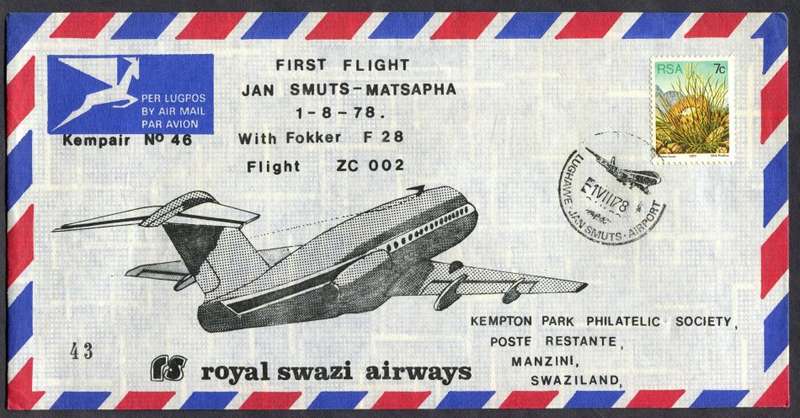 FIRST FLIGHT
JAN SMUTS-MATSAPHA
1-8-78.
With Fokker F 28
Flight ZC 002
PER LUGPOS
BY AIR MAIL
PAR AVION
Kempair No 46
RSA 7c
LUGHAWE · JAN SMUTS · AIRPORT
-1VIII78
KEMPTON PARK PHILATELIC SOCIETY,
POSTE RESTANTE,
MANZINI,
SWAZILAND,
43
rs royal swazi airways